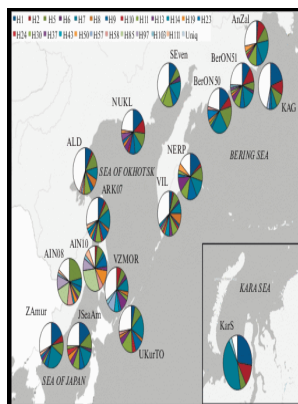 H1 H2 H5 H6 H7 H8 H9 H10 H11 H13 H14 H19 H23
H24 H30 H37 H43 H50 H57 H58 H85 H97 H103 H111 Uniq
AnZal
SEven
BerON51
BerON50
KAG
NUKL
BERING SEA
ALD
SEA OF OKHOTSK
NERP
ARK07
VIL
AIN10
AIN08
VZMOR
KARA SEA
ZAmur
JSeaAm
UKurTO
KarS
SEA OF JAPAN